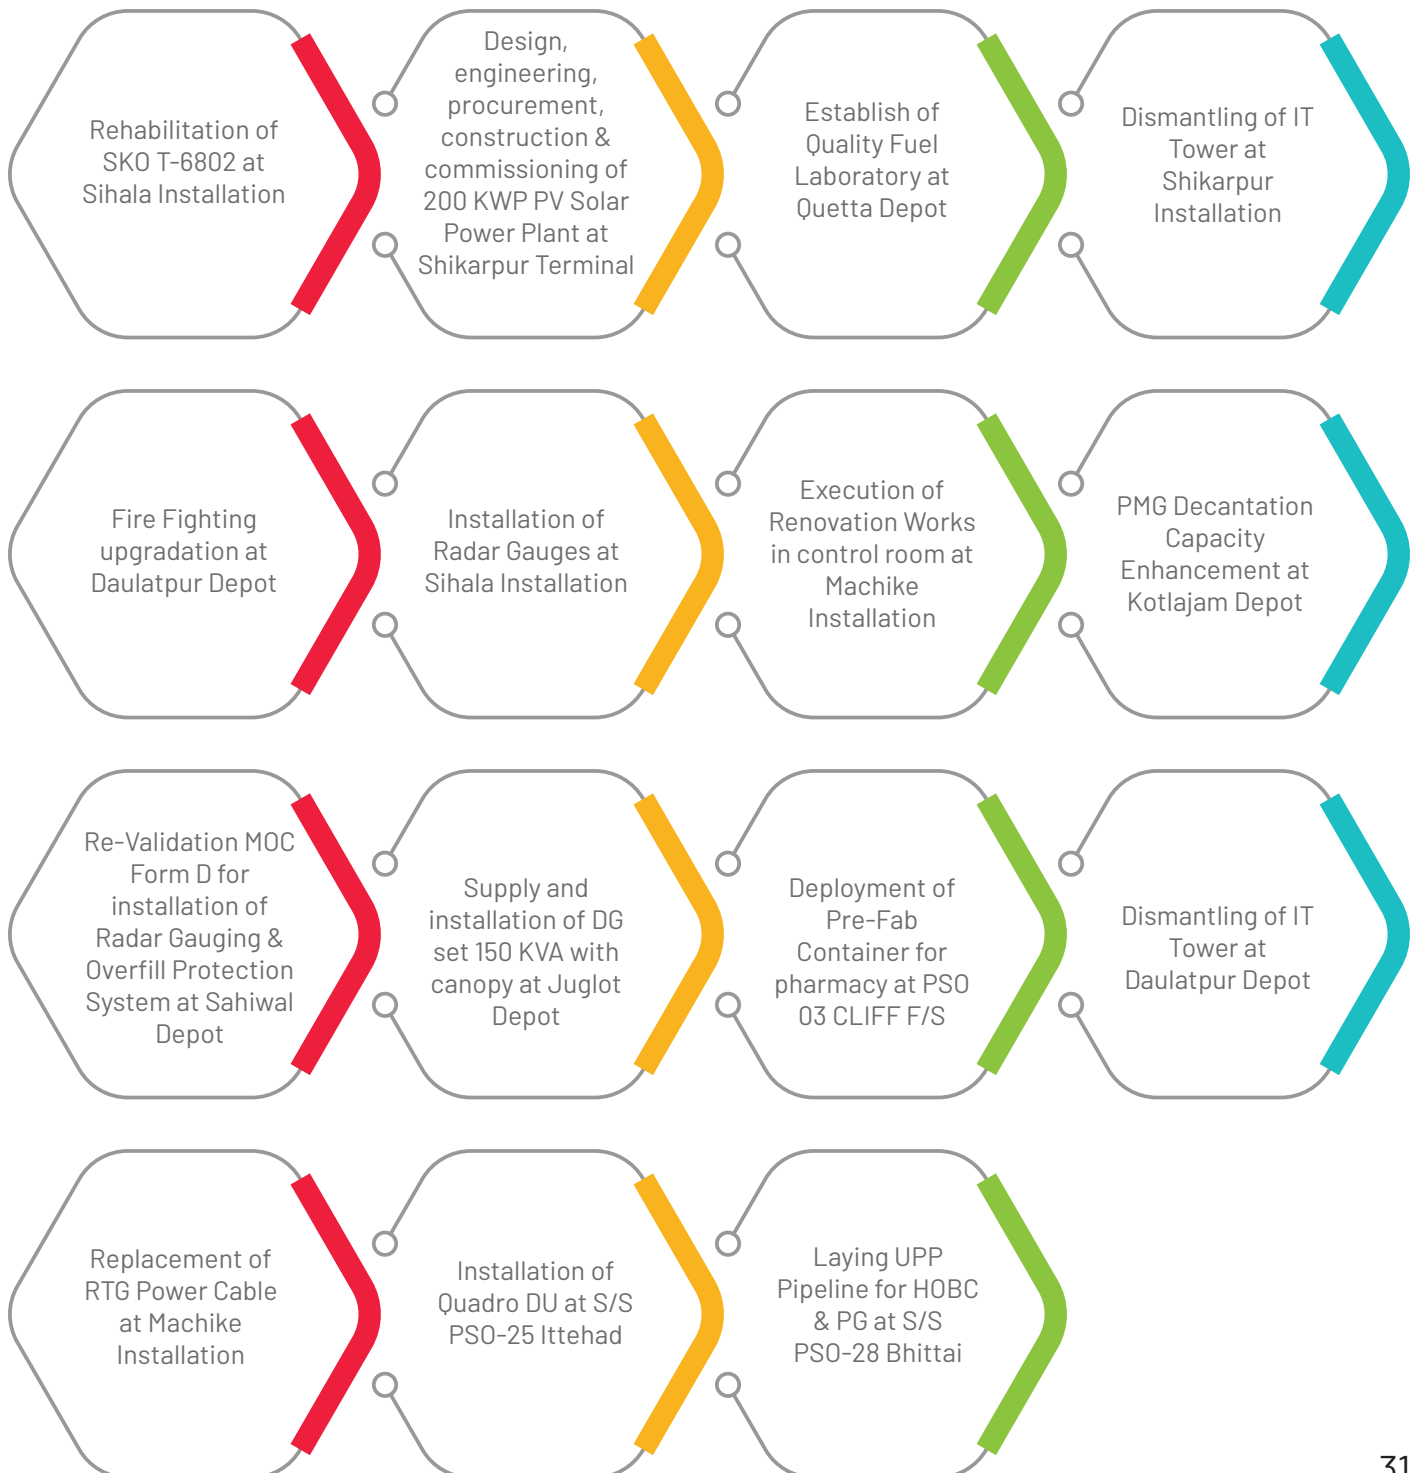 Rehabilitation of
SKO T-6802 at
Sihala Installation
Design,
engineering,
procurement,
construction &
commissioning of
200 KWP PV Solar
Power Plant at
Shikarpur Terminal
Establish of
Quality Fuel
Laboratory at
Quetta Depot
Dismantling of IT
Tower at
Shikarpur
Installation
Fire Fighting
upgradation at
Daulatpur Depot
Installation of
Radar Gauges at
Sihala Installation
Execution of
Renovation Works
in control room at
Machike
Installation
PMG Decantation
Capacity
Enhancement at
Kotlajam Depot
Re-Validation MOC
Form D for
installation of
Radar Gauging &
Overfill Protection
System at Sahiwal
Depot
Supply and
installation of DG
set 150 KVA with
canopy at Juglot
Depot
Deployment of
Pre-Fab
Container for
pharmacy at PSO
03 CLIFF F/S
Dismantling of IT
Tower at
Daulatpur Depot
Replacement of
RTG Power Cable
at Machike
Installation
Installation of
Quadro DU at S/S
PSO-25 Ittehad
Laying UPP
Pipeline for HOBC
& PG at S/S
PSO-28 Bhittai
31